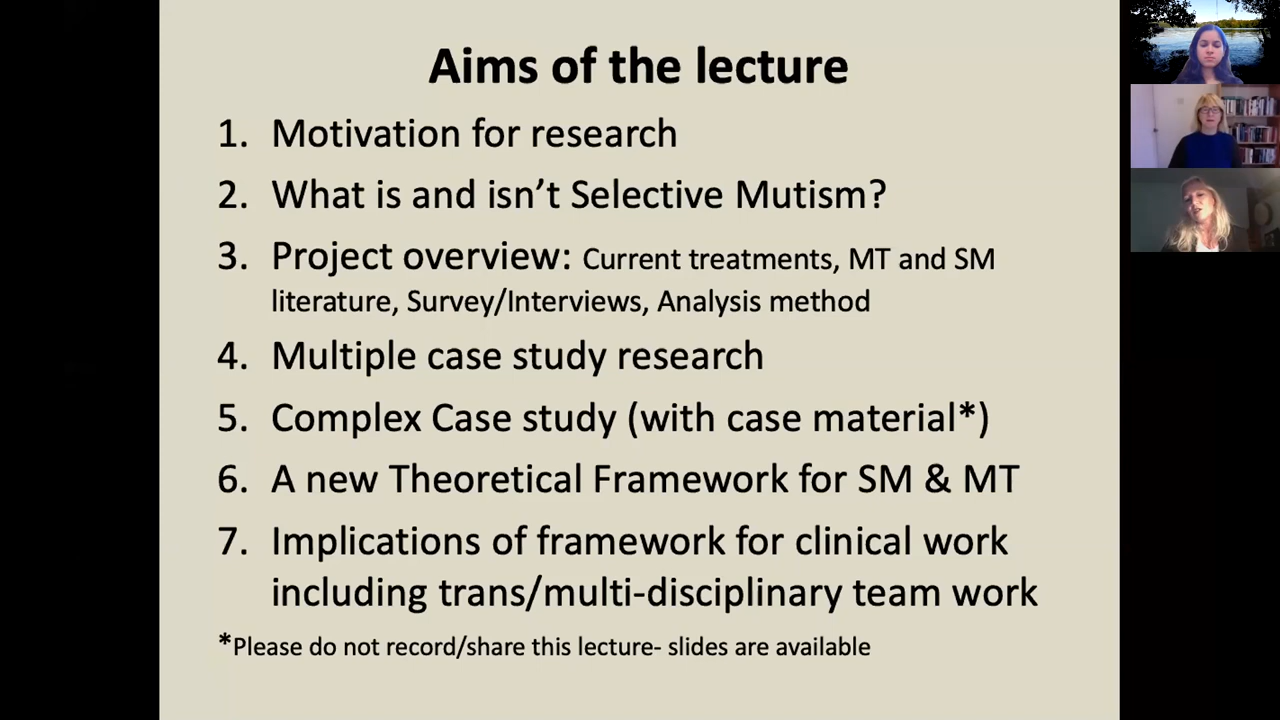 Aims of the lecture
1. Motivation for research
2. What is and isn’t Selective Mutism?
3. Project overview: Current treatments, MT and SM
literature, Survey/Interviews, Analysis method
4. Multiple case study research
5. Complex Case study (with case material*)
6. A new Theoretical Framework for SM & MT
7. Implications of framework for clinical work
including trans/multi-disciplinary team work
*Please do not record/share this lecture- slides are available